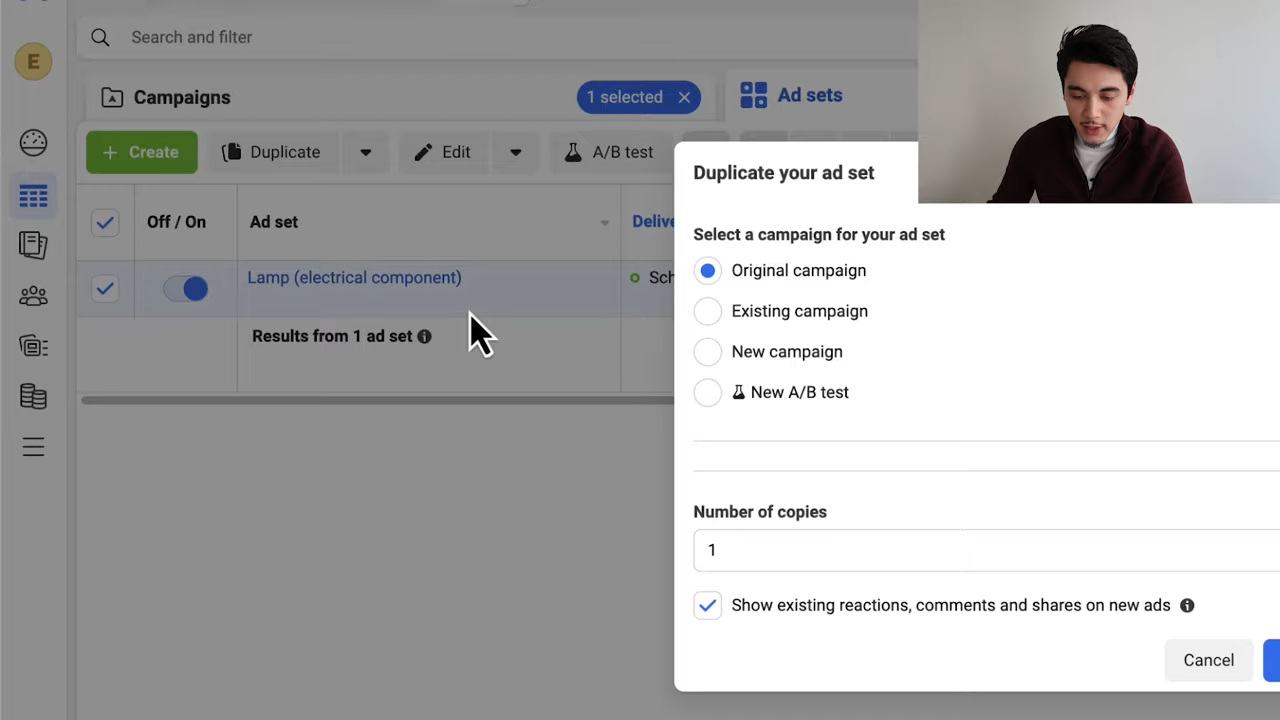 E
Search and filter
Campaigns
1 selected
Ad sets
+ Create
Duplicate
Edit
A/B test
Off / On
Ad set
Delive
Lamp (electrical component)
Sch
Results from 1 ad set
Duplicate your ad set
Select a campaign for your ad set
Original campaign
Existing campaign
New campaign
New A/B test
Number of copies
1
Show existing reactions, comments and shares on new ads
Cancel